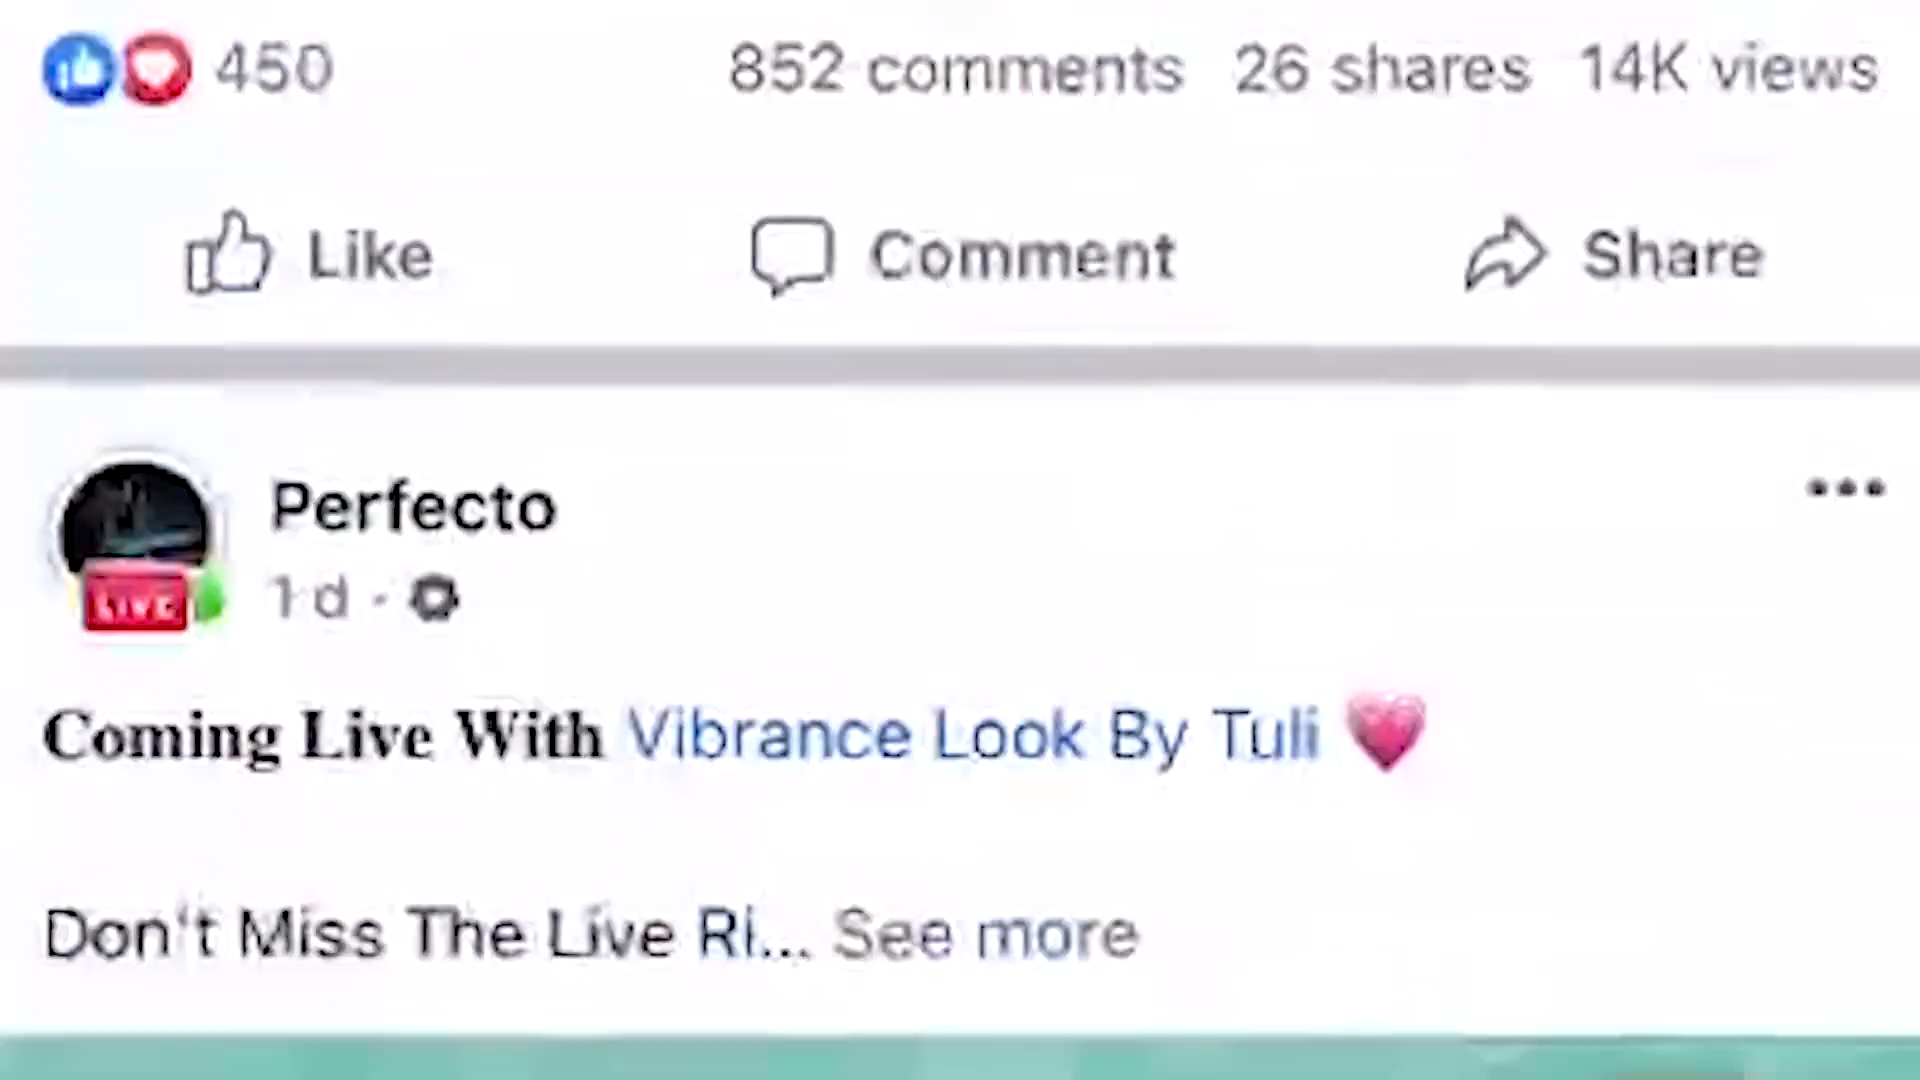 450 852 comments 26 shares 14K views
Like Comment Share
Perfecto
LIVE
1 d ·
Coming Live With Vibrance Look By Tuli
Don't Miss The Live Ri... See more